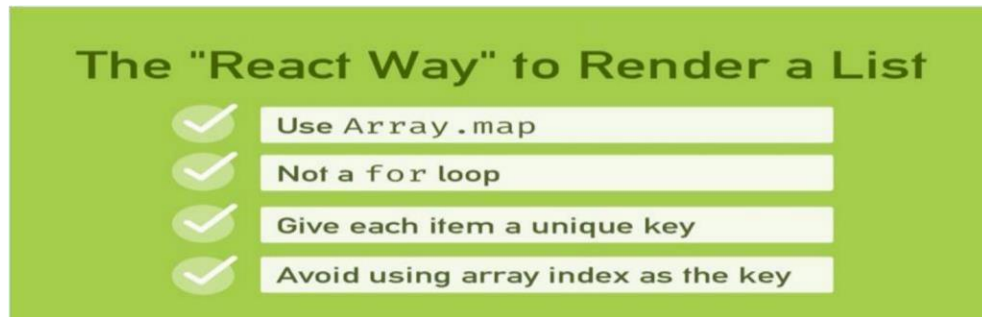 The "React Way" to Render a List
Use Array.map
Not a for loop
Give each item a unique key
Avoid using array index as the key